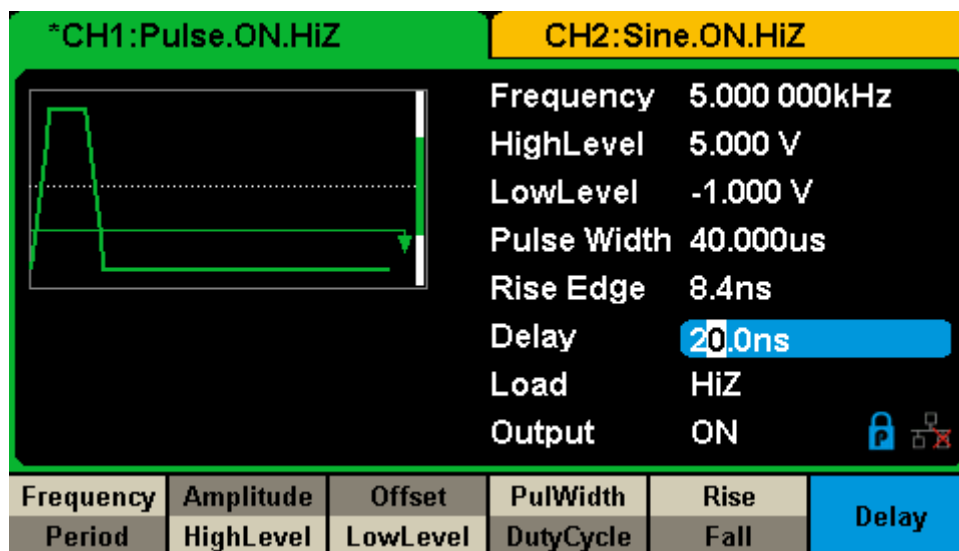 *CH1:Pulse.ON.HiZ
CH2:Sine.ON.HiZ
Frequency 5.000 000kHz
HighLevel 5.000 V
LowLevel -1.000 V
Pulse Width 40.000us
Rise Edge 8.4ns
Delay 20.0ns
Load HiZ
Output ON
P
Frequency Amplitude Offset PulWidth Rise Delay
Period HighLevel LowLevel DutyCycle Fall